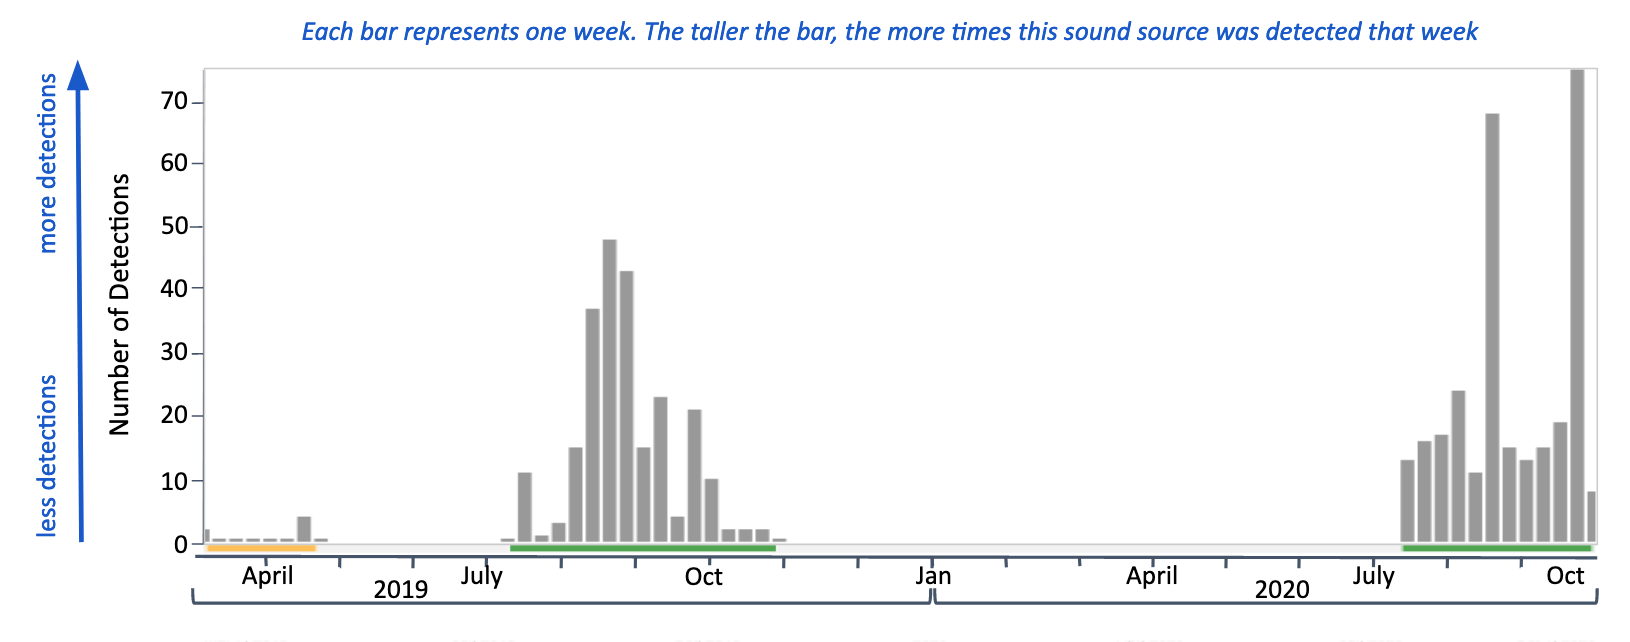 Each bar represents one week. The taller the bar, the more times this sound source was detected that week
more detections
less detections
Number of Detections
70
60
50
40
30
20
10
0
April
July
Oct
Jan
April
July
Oct
2019
2020